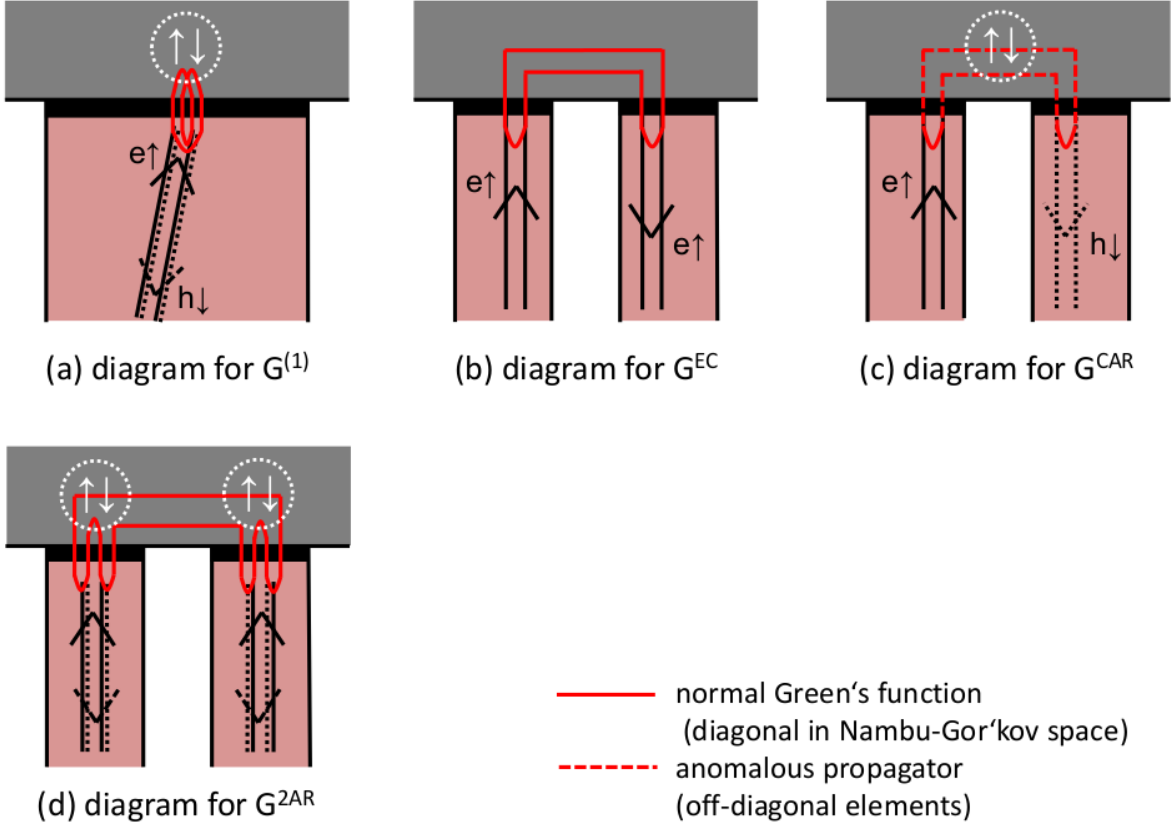 ↑↓
e↑
h↓
(a) diagram for G(1)
e↑
e↑
(b) diagram for GEC
↑↓
e↑
h↓
(c) diagram for GCAR
↑↓
↑↓
(d) diagram for G2AR
normal Green‘s function
(diagonal in Nambu-Gor‘kov space)
anomalous propagator
(off-diagonal elements)